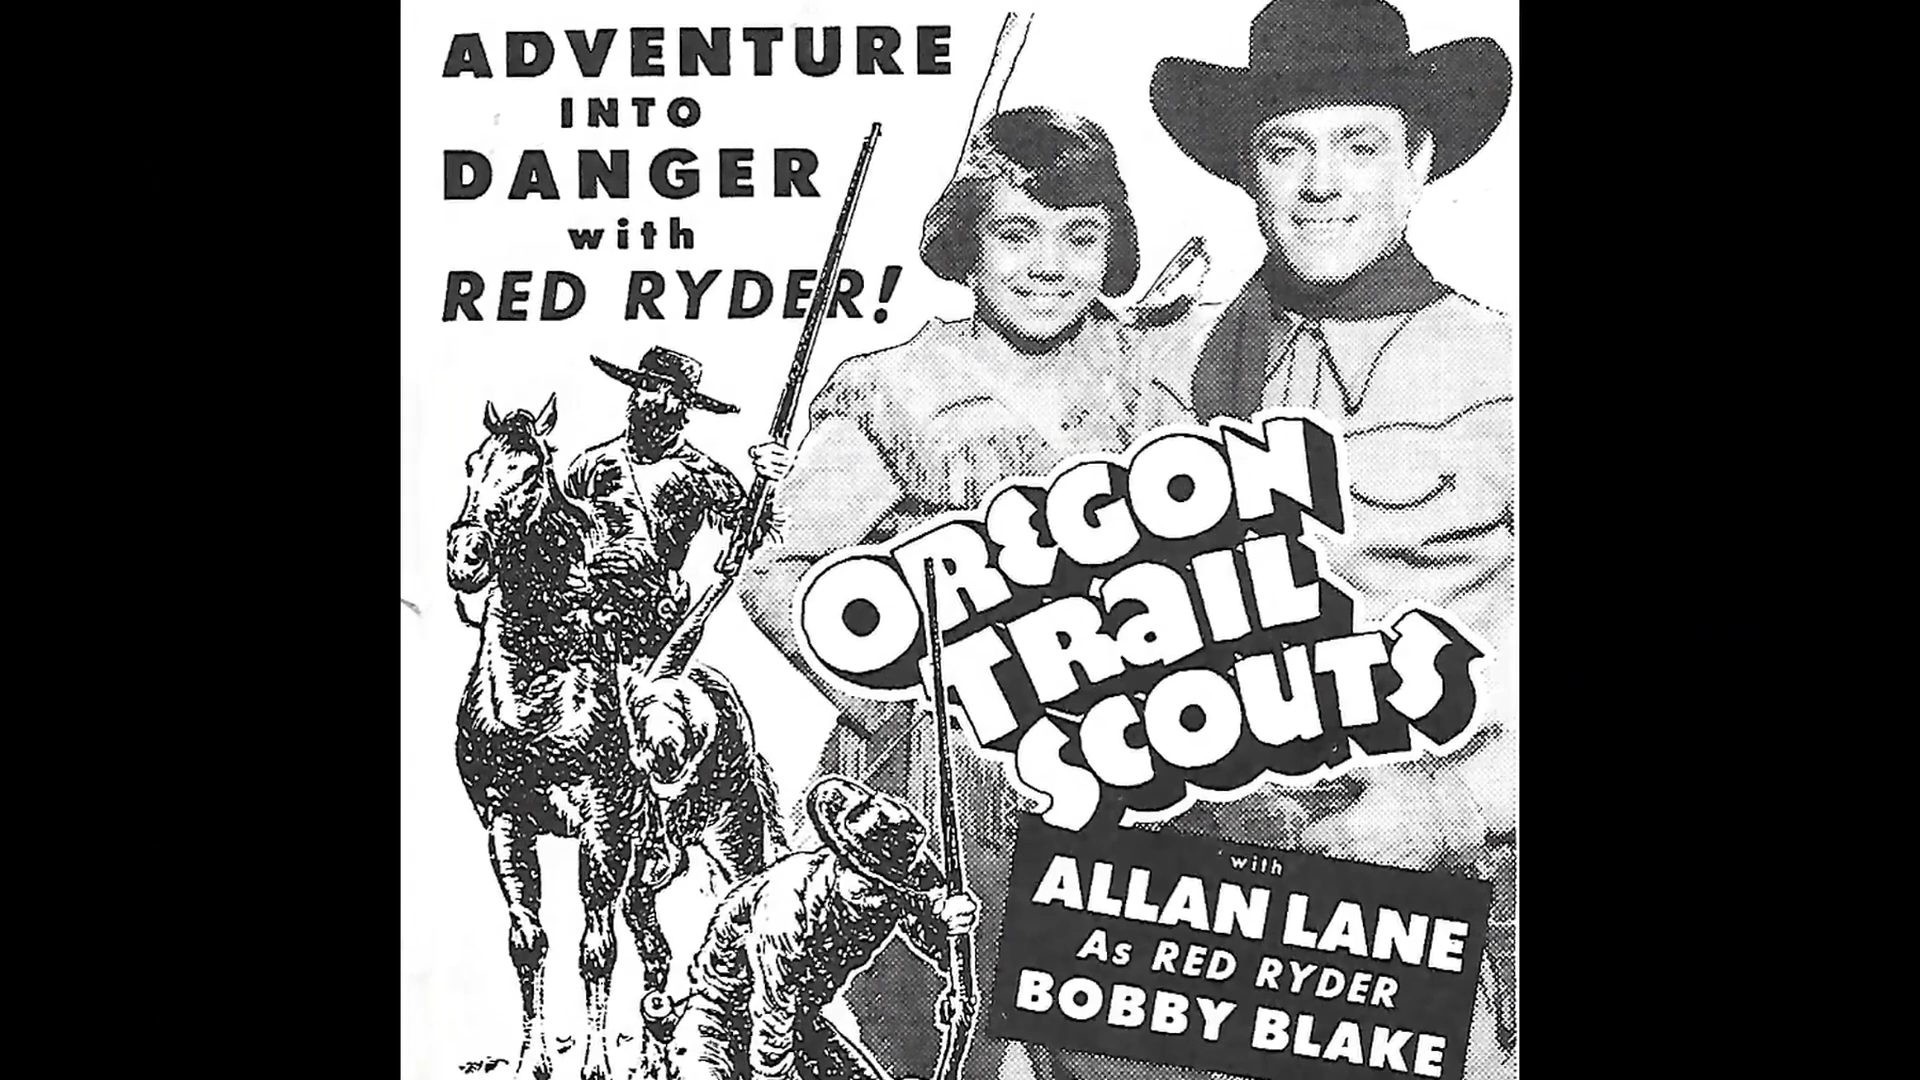 ADVENTURE
INTO
DANGER
with
RED RYDER!
OREGON
TRaIL
SCOUTS
with
ALLAN LANE
As RED RYDER
BOBBY BLAKE